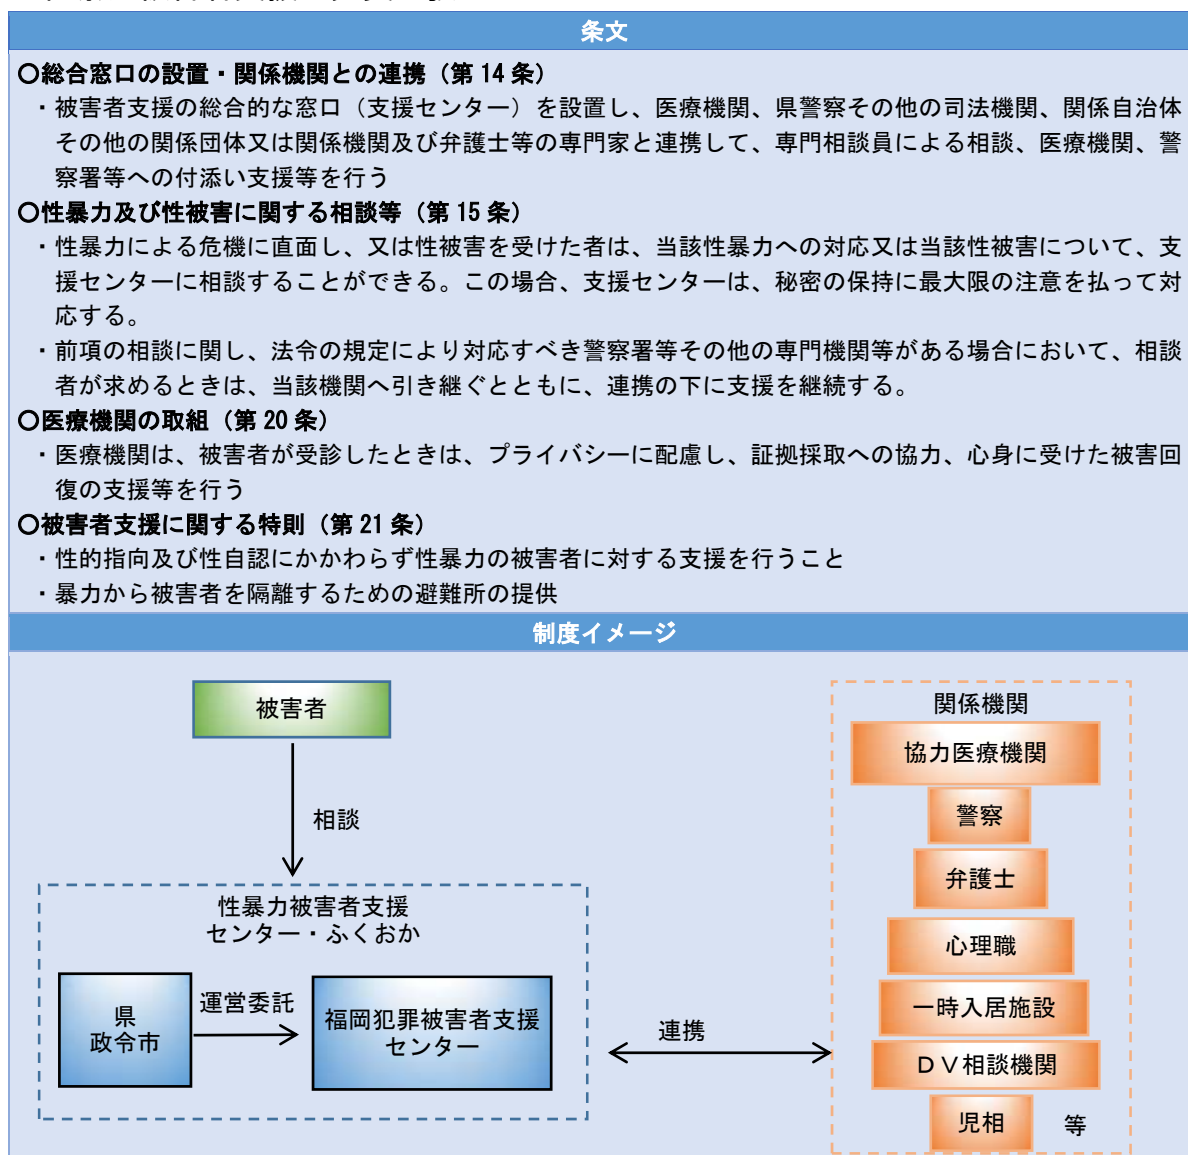 条文
〇総合窓口の設置・関係機関との連携（第14条）
・被害者支援の総合的な窓口（支援センター）を設置し、医療機関、県警察その他の司法機関、関係自治体
その他の関係団体又は関係機関及び弁護士等の専門家と連携して、専門相談員による相談、医療機関、警
察署等への付添い支援等を行う
〇性暴力及び性被害に関する相談等（第15条）
・性暴力による危機に直面し、又は性被害を受けた者は、当該性暴力への対応又は当該性被害について、支
援センターに相談することができる。この場合、支援センターは、秘密の保持に最大限の注意を払って対
応する。
・前項の相談に関し、法令の規定により対応すべき警察署等その他の専門機関等がある場合において、相談
者が求めるときは、当該機関へ引き継ぐとともに、連携の下に支援を継続する。
〇医療機関の取組（第20条）
・医療機関は、被害者が受診したときは、プライバシーに配慮し、証拠採取への協力、心身に受けた被害回
復の支援等を行う
〇被害者支援に関する特則（第21条）
・性的指向及び性自認にかかわらず性暴力の被害者に対する支援を行うこと
・暴力から被害者を隔離するための避難所の提供
制度イメージ
被害者
相談
性暴力被害者支援
センター・ふくおか
県
政令市
運営委託
福岡犯罪被害者支援
センター
連携
関係機関
協力医療機関
警察
弁護士
心理職
一時入居施設
ＤＶ相談機関
児相
等